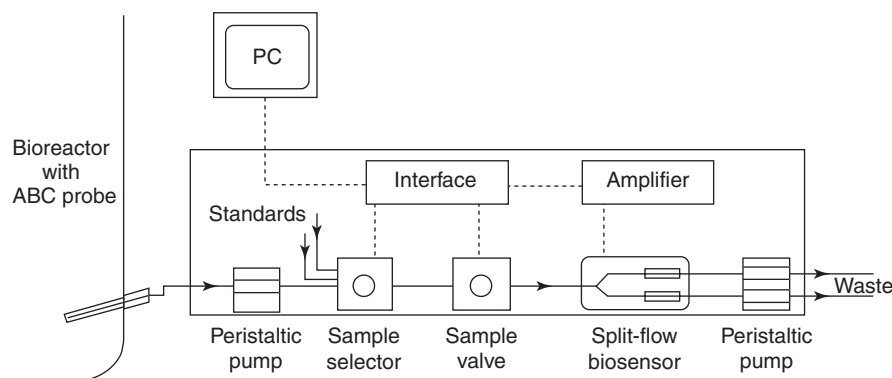 PC
Bioreactor
with
ABC probe
Interface
Amplifier
Standards
Waste
Peristaltic
pump
Sample
selector
Sample
valve
Split-flow
biosensor
Peristaltic
pump